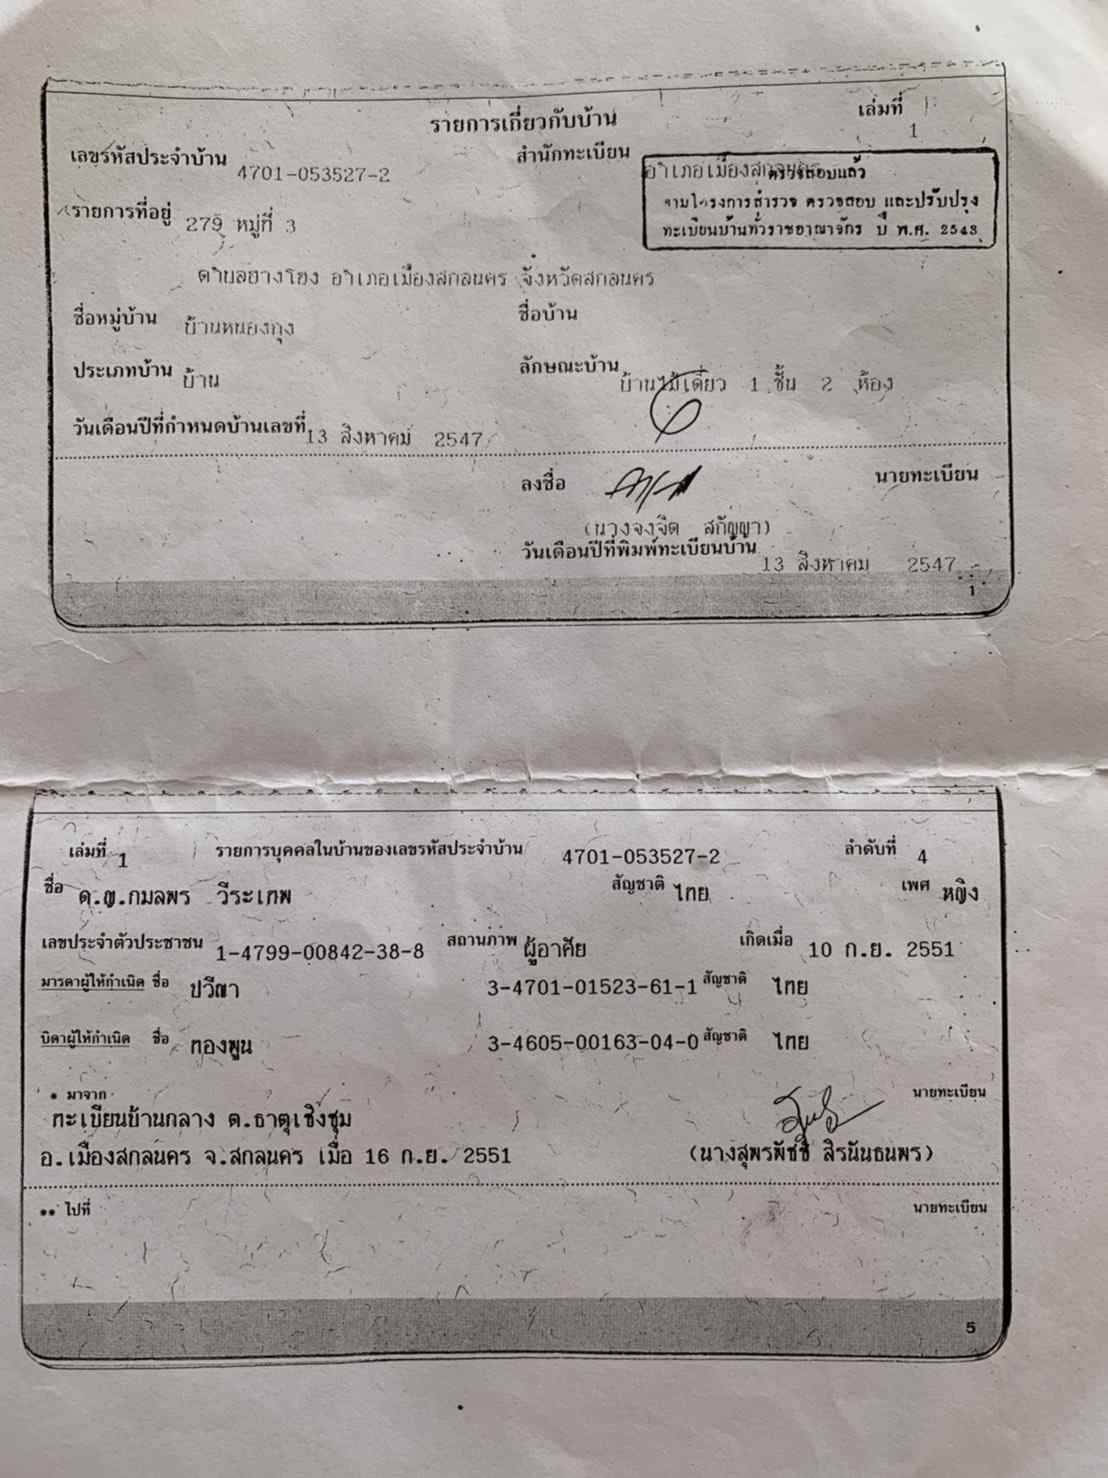 รายการเกี่ยวกับบ้าน เล่มที่ 1
เลขรหัสประจำบ้าน 4701-053527-2 สำนักทะเบียน อำเภอเมืองสกลนคร
ตรวจสอบแล้ว
ตามโครงการสำรวจ ตรวจสอบ และปรับปรุง
ทะเบียนบ้านทั่วราชอาณาจักร ปี พ.ศ. 2543
รายการที่อยู่ 279 หมู่ที่ 3
ตำบลฮางโฮง อำเภอเมืองสกลนคร จังหวัดสกลนคร
ชื่อหมู่บ้าน บ้านหนองกุง ชื่อบ้าน
ประเภทบ้าน บ้าน ลักษณะบ้าน บ้านไม้เดี่ยว 1 ชั้น 2 ห้อง
วันเดือนปีที่กำหนดบ้านเลขที่ 13 สิงหาคม 2547
ลงชื่อ นายทะเบียน
(นางจงจิต สกัญญา)
วันเดือนปีที่พิมพ์ทะเบียนบ้าน 13 สิงหาคม 2547
1
เล่มที่ 1 รายการบุคคลในบ้านของเลขรหัสประจำบ้าน 4701-053527-2 ลำดับที่ 4
ชื่อ ด.ญ.กมลพร วีระเทพ สัญชาติ ไทย เพศ หญิง
เลขประจำตัวประชาชน 1-4799-00842-38-8 สถานภาพ ผู้อาศัย เกิดเมื่อ 10 ก.ย. 2551
มารดาผู้ให้กำเนิด ชื่อ ปวีณา 3-4701-01523-61-1 สัญชาติ ไทย
บิดาผู้ให้กำเนิด ชื่อ ทองพูน 3-4605-00163-04-0 สัญชาติ ไทย
* มาจาก นายทะเบียน
ทะเบียนบ้านกลาง ต.ธาตุเชิงชุม
อ.เมืองสกลนคร จ.สกลนคร เมื่อ 16 ก.ย. 2551 (นางสุพรพัชช์ สิรนันธนพร)
** ไปที่ นายทะเบียน
5